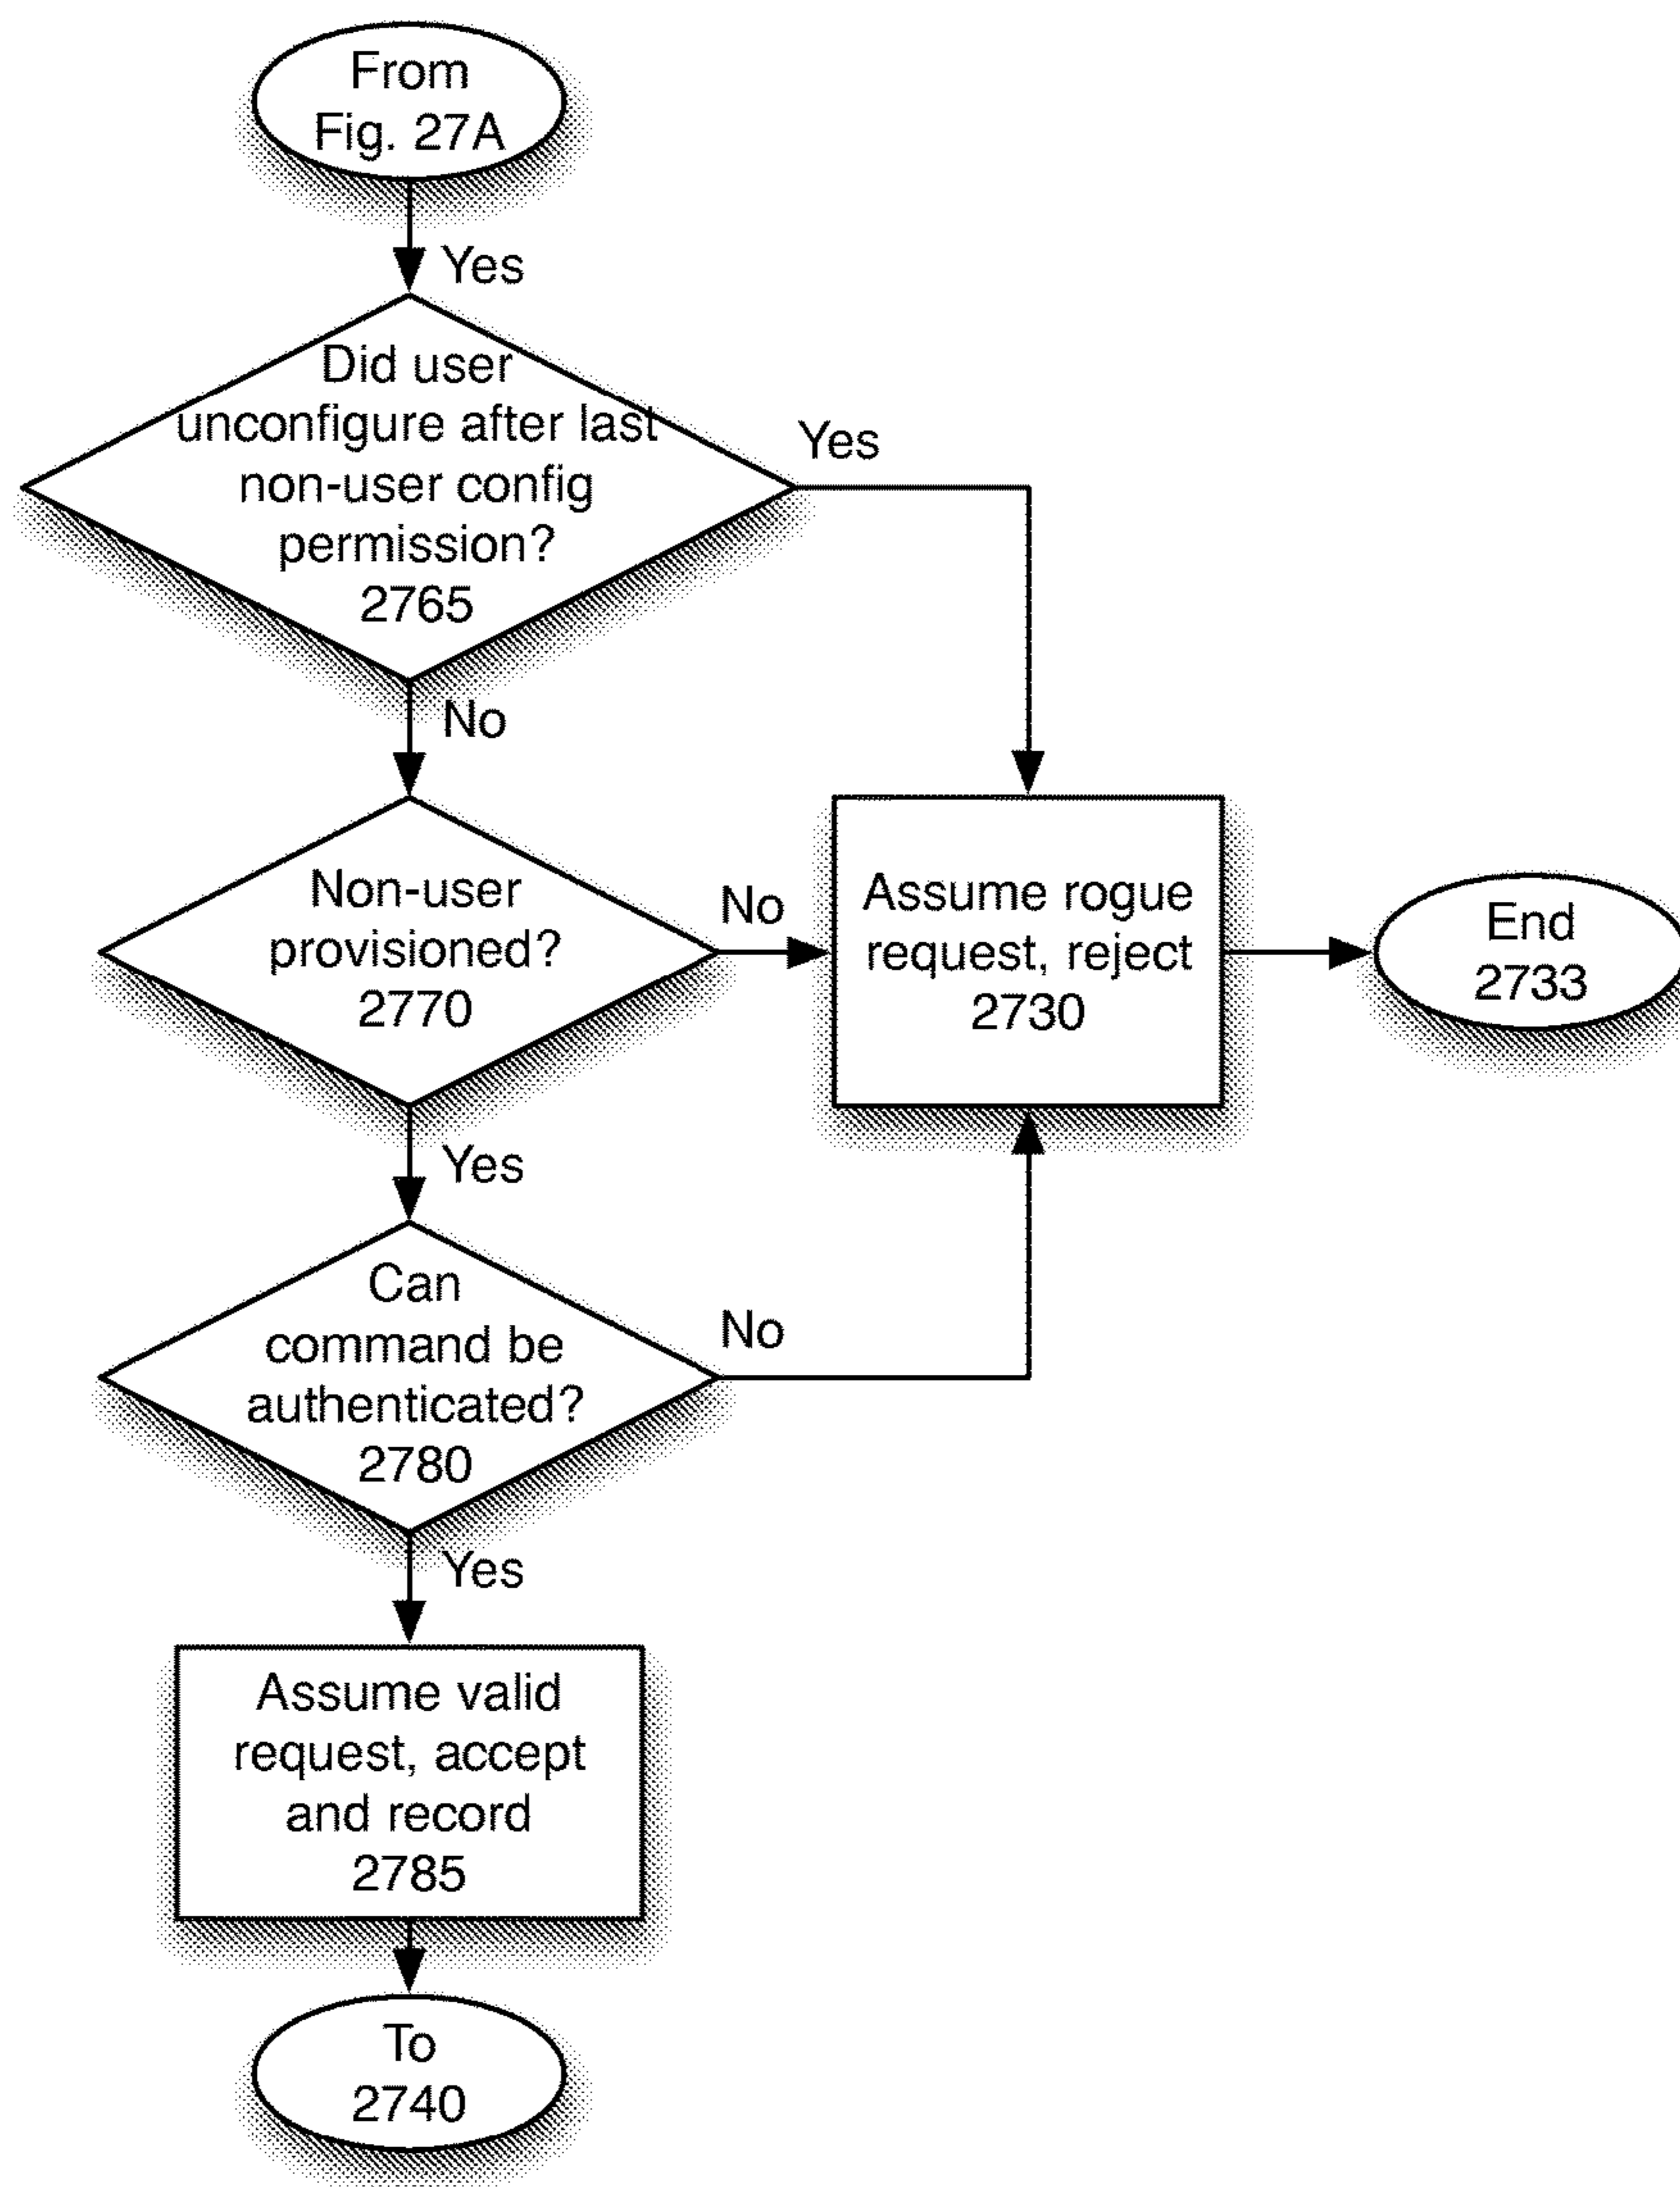 From
Fig. 27A
Yes
Did user
unconfigure after last
non-user config
permission?
2765
Yes
No
Non-user
provisioned?
2770
No
Assume rogue
request, reject
2730
End
2733
Yes
Can
command be
authenticated?
2780
No
Yes
Assume valid
request, accept
and record
2785
To
2740